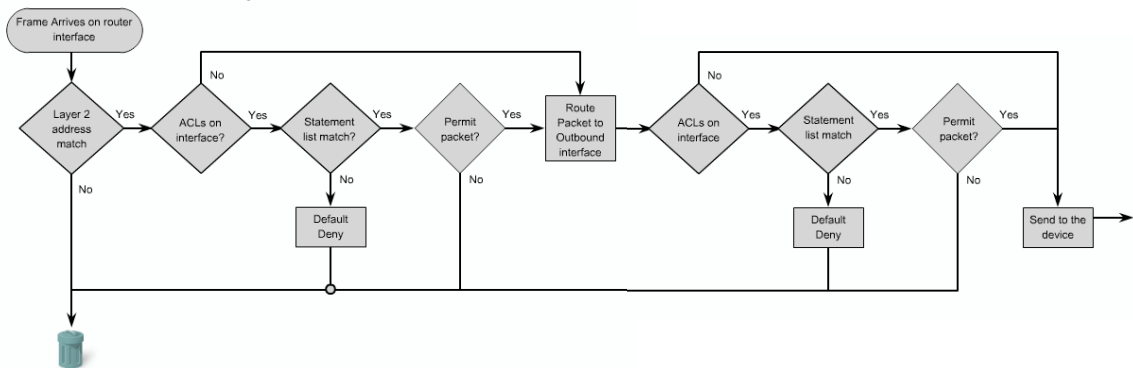 Frame Arrives on router
interface
Layer 2
address
match
Yes
No
ACLs on
interface?
No
Yes
Statement
list match?
Yes
No
Default
Deny
Permit
packet?
Yes
No
Route
Packet to
Outbound
interface
ACLs on
interface
No
Yes
Statement
list match
Yes
No
Default
Deny
Permit
packet?
Yes
No
Send to the
device